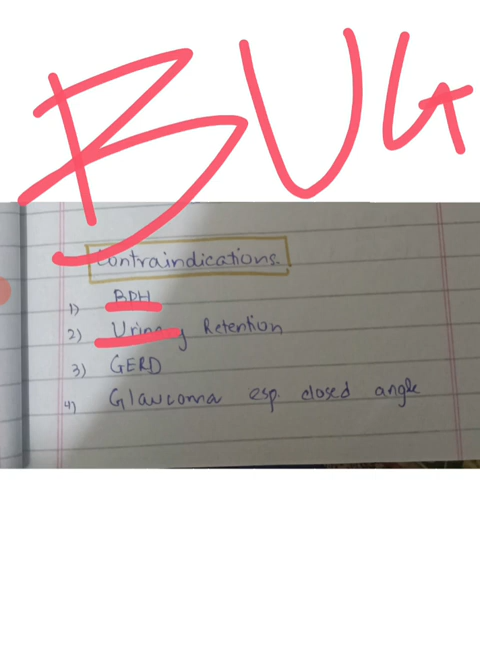 BUG
Contraindications.
1) BPH
2) Urinary Retention
3) GERD
4) Glaucoma esp. closed angle